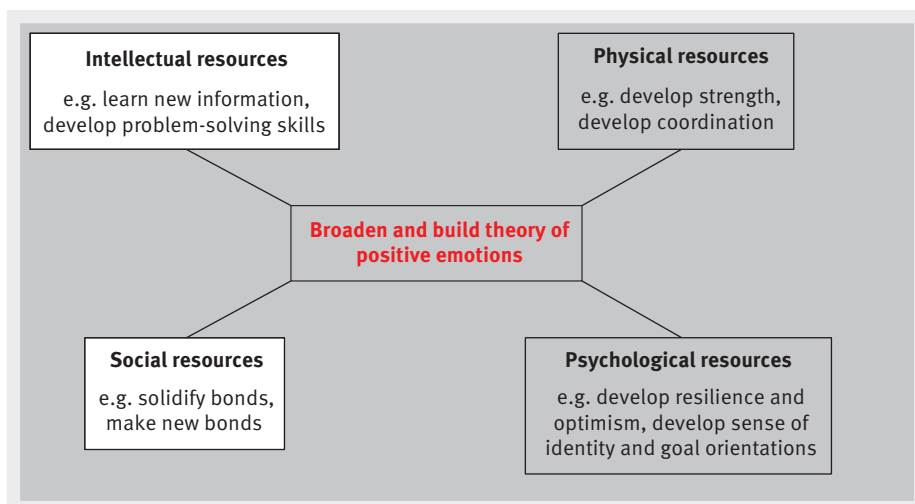 Intellectual resources
e.g. learn new information,
develop problem-solving skills
Physical resources
e.g. develop strength,
develop coordination
Broaden and build theory of
positive emotions
Social resources
e.g. solidify bonds,
make new bonds
Psychological resources
e.g. develop resilience and
optimism, develop sense of
identity and goal orientations